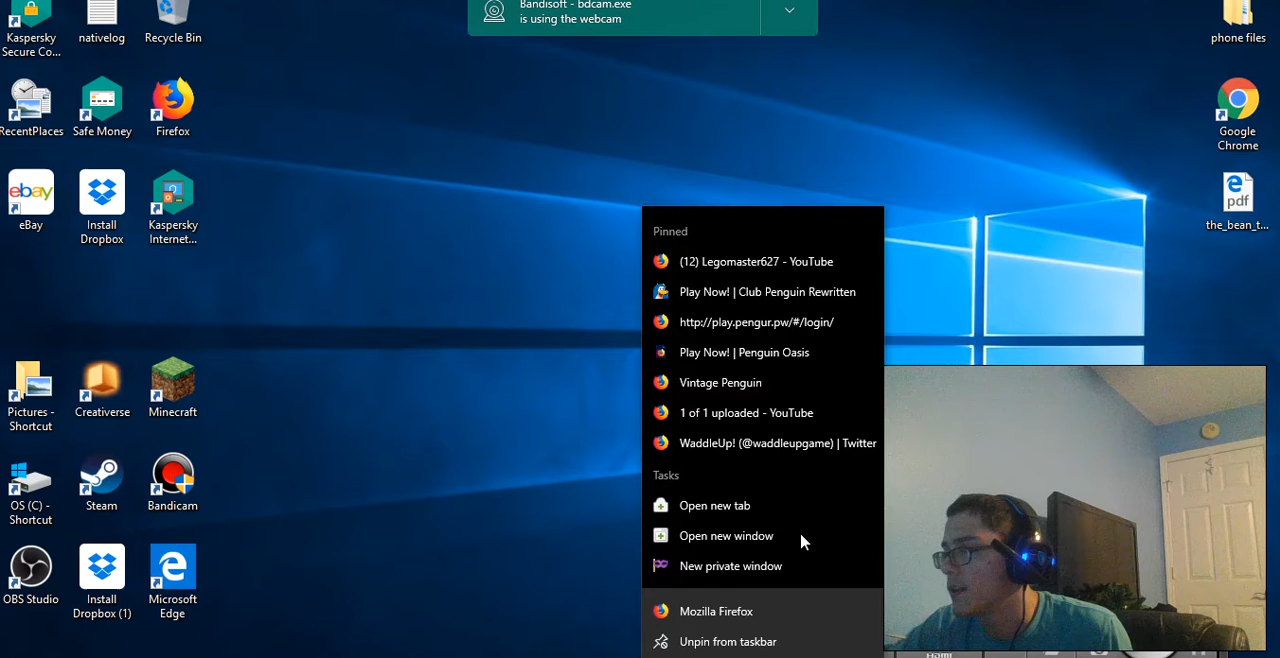 Bandisoft - bdcam.exe
is using the webcam
Kaspersky
Secure Co...
nativelog
Recycle Bin
phone files
RecentPlaces
Safe Money
Firefox
Google
Chrome
ebay
eBay
Install
Dropbox
Kaspersky
Internet...
pdf
the_bean_t...
Pinned
(12) Legomaster627 - YouTube
Play Now! | Club Penguin Rewritten
http://play.pengur.pw/#/login/
Play Now! | Penguin Oasis
Vintage Penguin
1 of 1 uploaded - YouTube
WaddleUp! (@waddleupgame) | Twitter
Tasks
Open new tab
Open new window
New private window
Mozilla Firefox
Unpin from taskbar
Pictures -
Shortcut
Creativerse
Minecraft
OS (C) -
Shortcut
Steam
Bandicam
OBS Studio
Install
Dropbox (1)
Microsoft
Edge